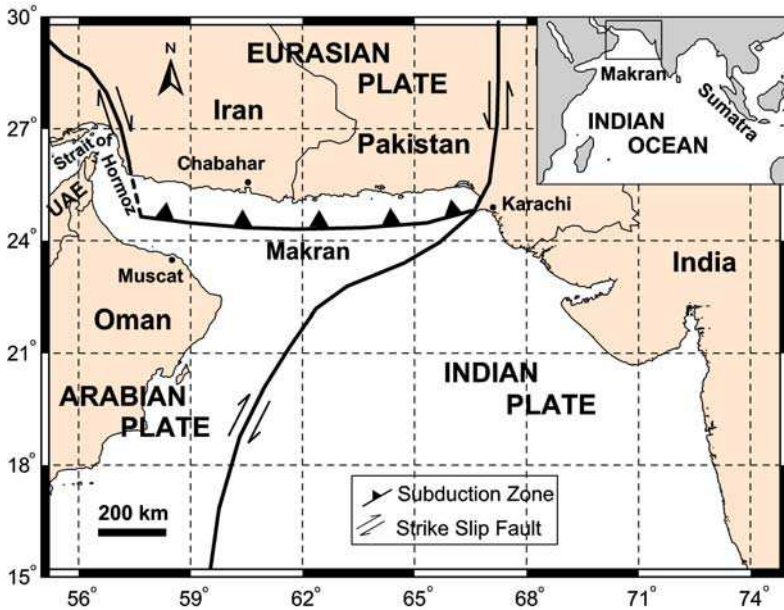 30°
27°
24°
21°
18°
15°
56°
59°
62°
65°
68°
71°
74°
N
EURASIAN
PLATE
Iran
Pakistan
Chabahar
Strait of
Hormoz
UAE
Karachi
Makran
Muscat
Oman
India
ARABIAN
PLATE
INDIAN
PLATE
200 km
Subduction Zone
Strike Slip Fault
Makran
Sumatra
INDIAN
OCEAN